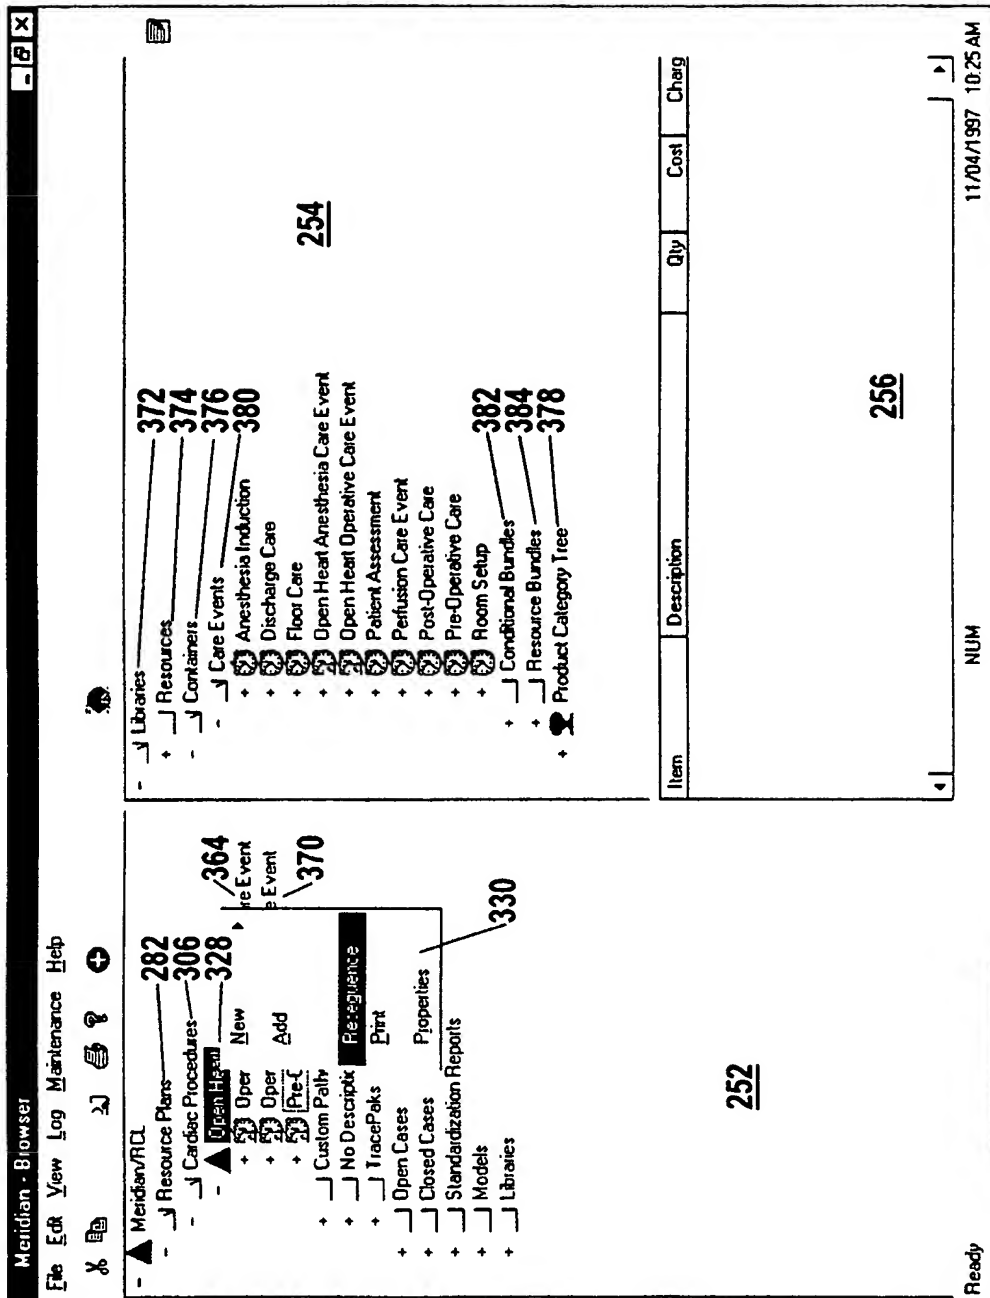 Meridian - Browser
File Edit View Log Maintenance Help
Meridian/RCL
Resource Plans 282
Cardiac Procedures 306
Open Hea 328
Oper
Oper
[Pre-C
New
Add
Resequence
Print
Properties
330
re Event 364
e Event 370
Custom Path
No Descriptic
TracePaks
Open Cases
Closed Cases
Standardization Reports
Models
Libraries
252
Libraries 372
Resources 374
Containers 376
Care Events 380
Anesthesia Induction
Discharge Care
Floor Care
Open Heart Anesthesia Care Event
Open Heart Operative Care Event
Patient Assessment
Perfusion Care Event
Post-Operative Care
Pre-Operative Care
Room Setup
Conditional Bundles 382
Resource Bundles 384
Product Category Tree 378
254
Item Description Qty Cost Charg
256
Ready NUM 11/04/1997 10:25 AM